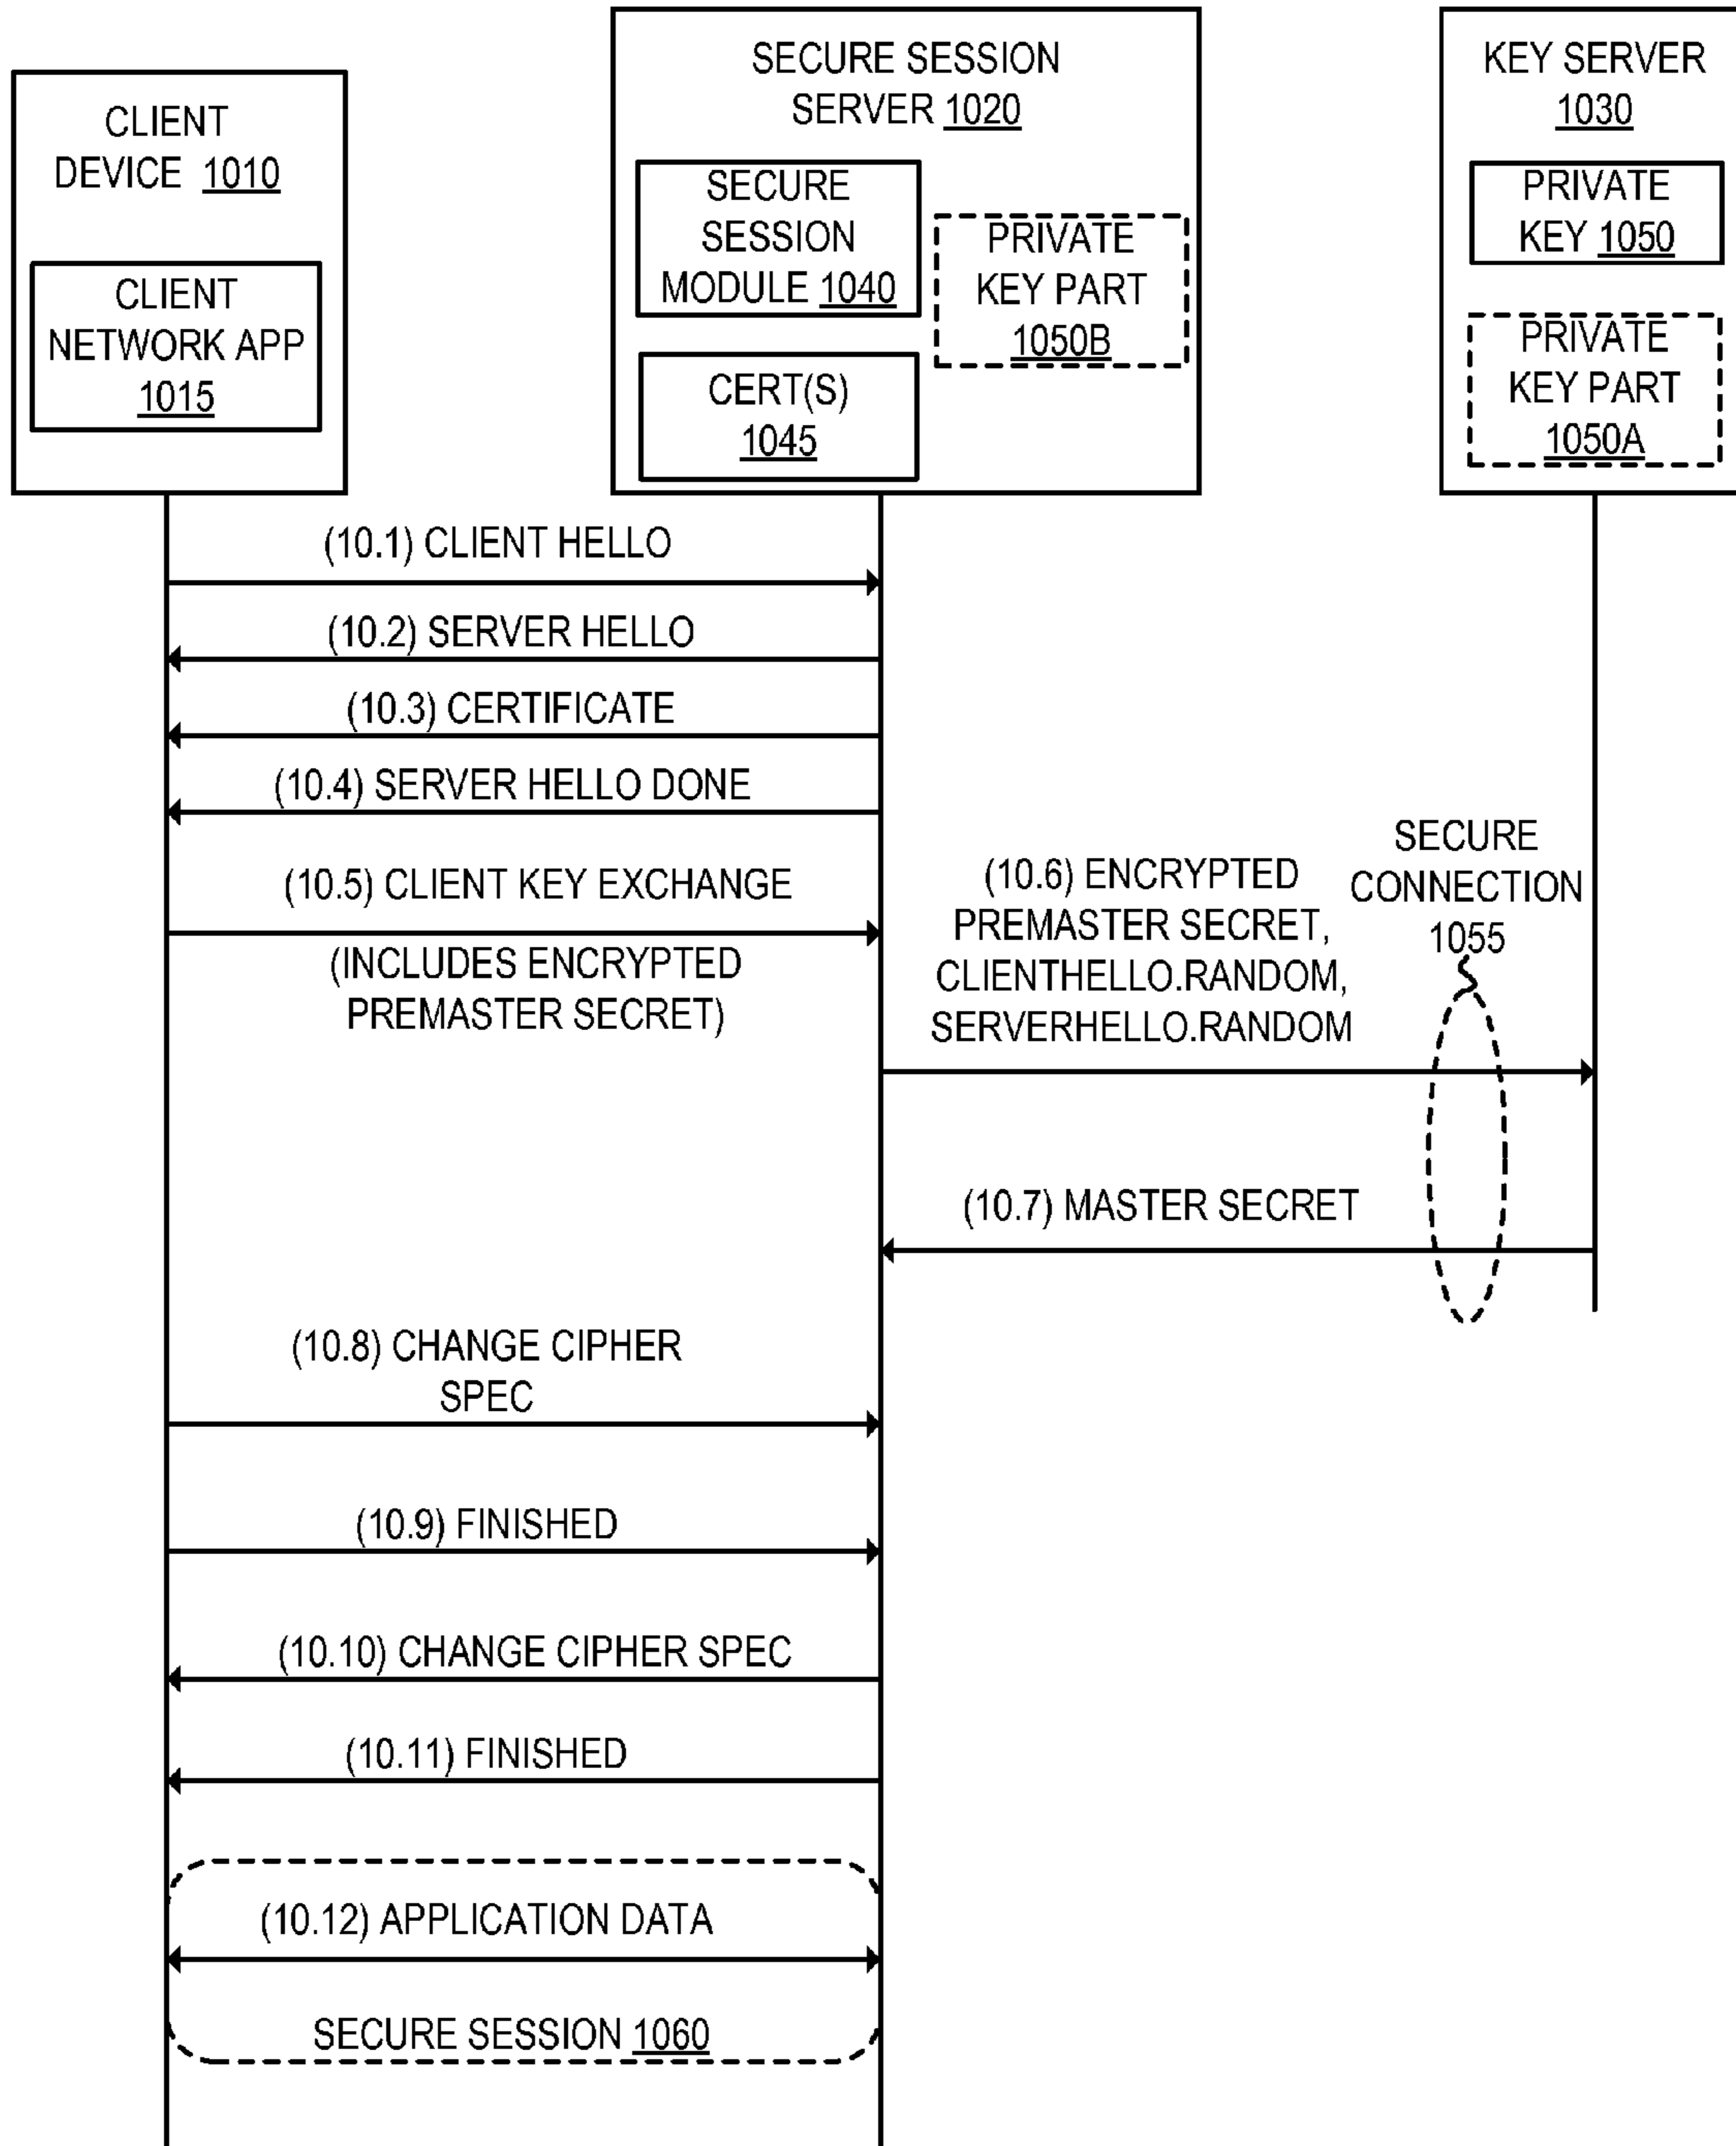 CLIENT
DEVICE 1010
CLIENT
NETWORK APP
1015
SECURE SESSION
SERVER 1020
SECURE
SESSION
MODULE 1040
PRIVATE
KEY PART
1050B
CERT(S)
1045
KEY SERVER
1030
PRIVATE
KEY 1050
PRIVATE
KEY PART
1050A
(10.1) CLIENT HELLO
(10.2) SERVER HELLO
(10.3) CERTIFICATE
(10.4) SERVER HELLO DONE
(10.5) CLIENT KEY EXCHANGE
(INCLUDES ENCRYPTED
PREMASTER SECRET)
(10.6) ENCRYPTED
PREMASTER SECRET,
CLIENTHELLO.RANDOM,
SERVERHELLO.RANDOM
SECURE
CONNECTION
1055
(10.7) MASTER SECRET
(10.8) CHANGE CIPHER
SPEC
(10.9) FINISHED
(10.10) CHANGE CIPHER SPEC
(10.11) FINISHED
(10.12) APPLICATION DATA
SECURE SESSION 1060